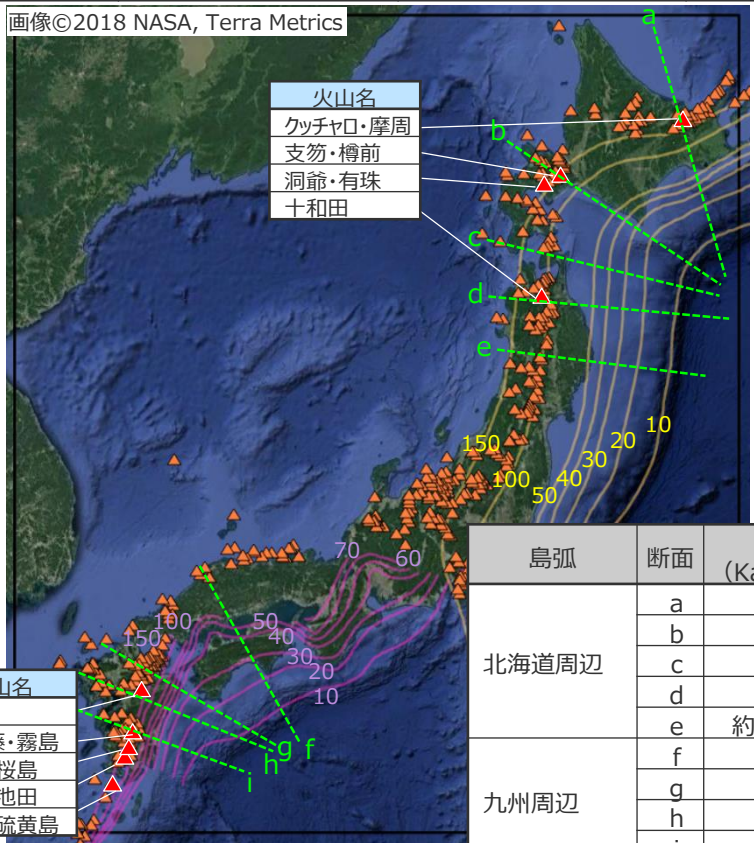 画像©2018 NASA, Terra Metrics
火山名
クッチャロ・摩周
支笏・樽前
洞爺・有珠
十和田
a
b
c
d
e
150
100
50
40
30
20
10
70
60
150
100
50
40
30
20
10
g
f
h
i
山名
・霧島
桜島
池田
硫黄島
島弧
断面
(Ka
北海道周辺
a
b
c
d
e
約
九州周辺
f
g
h